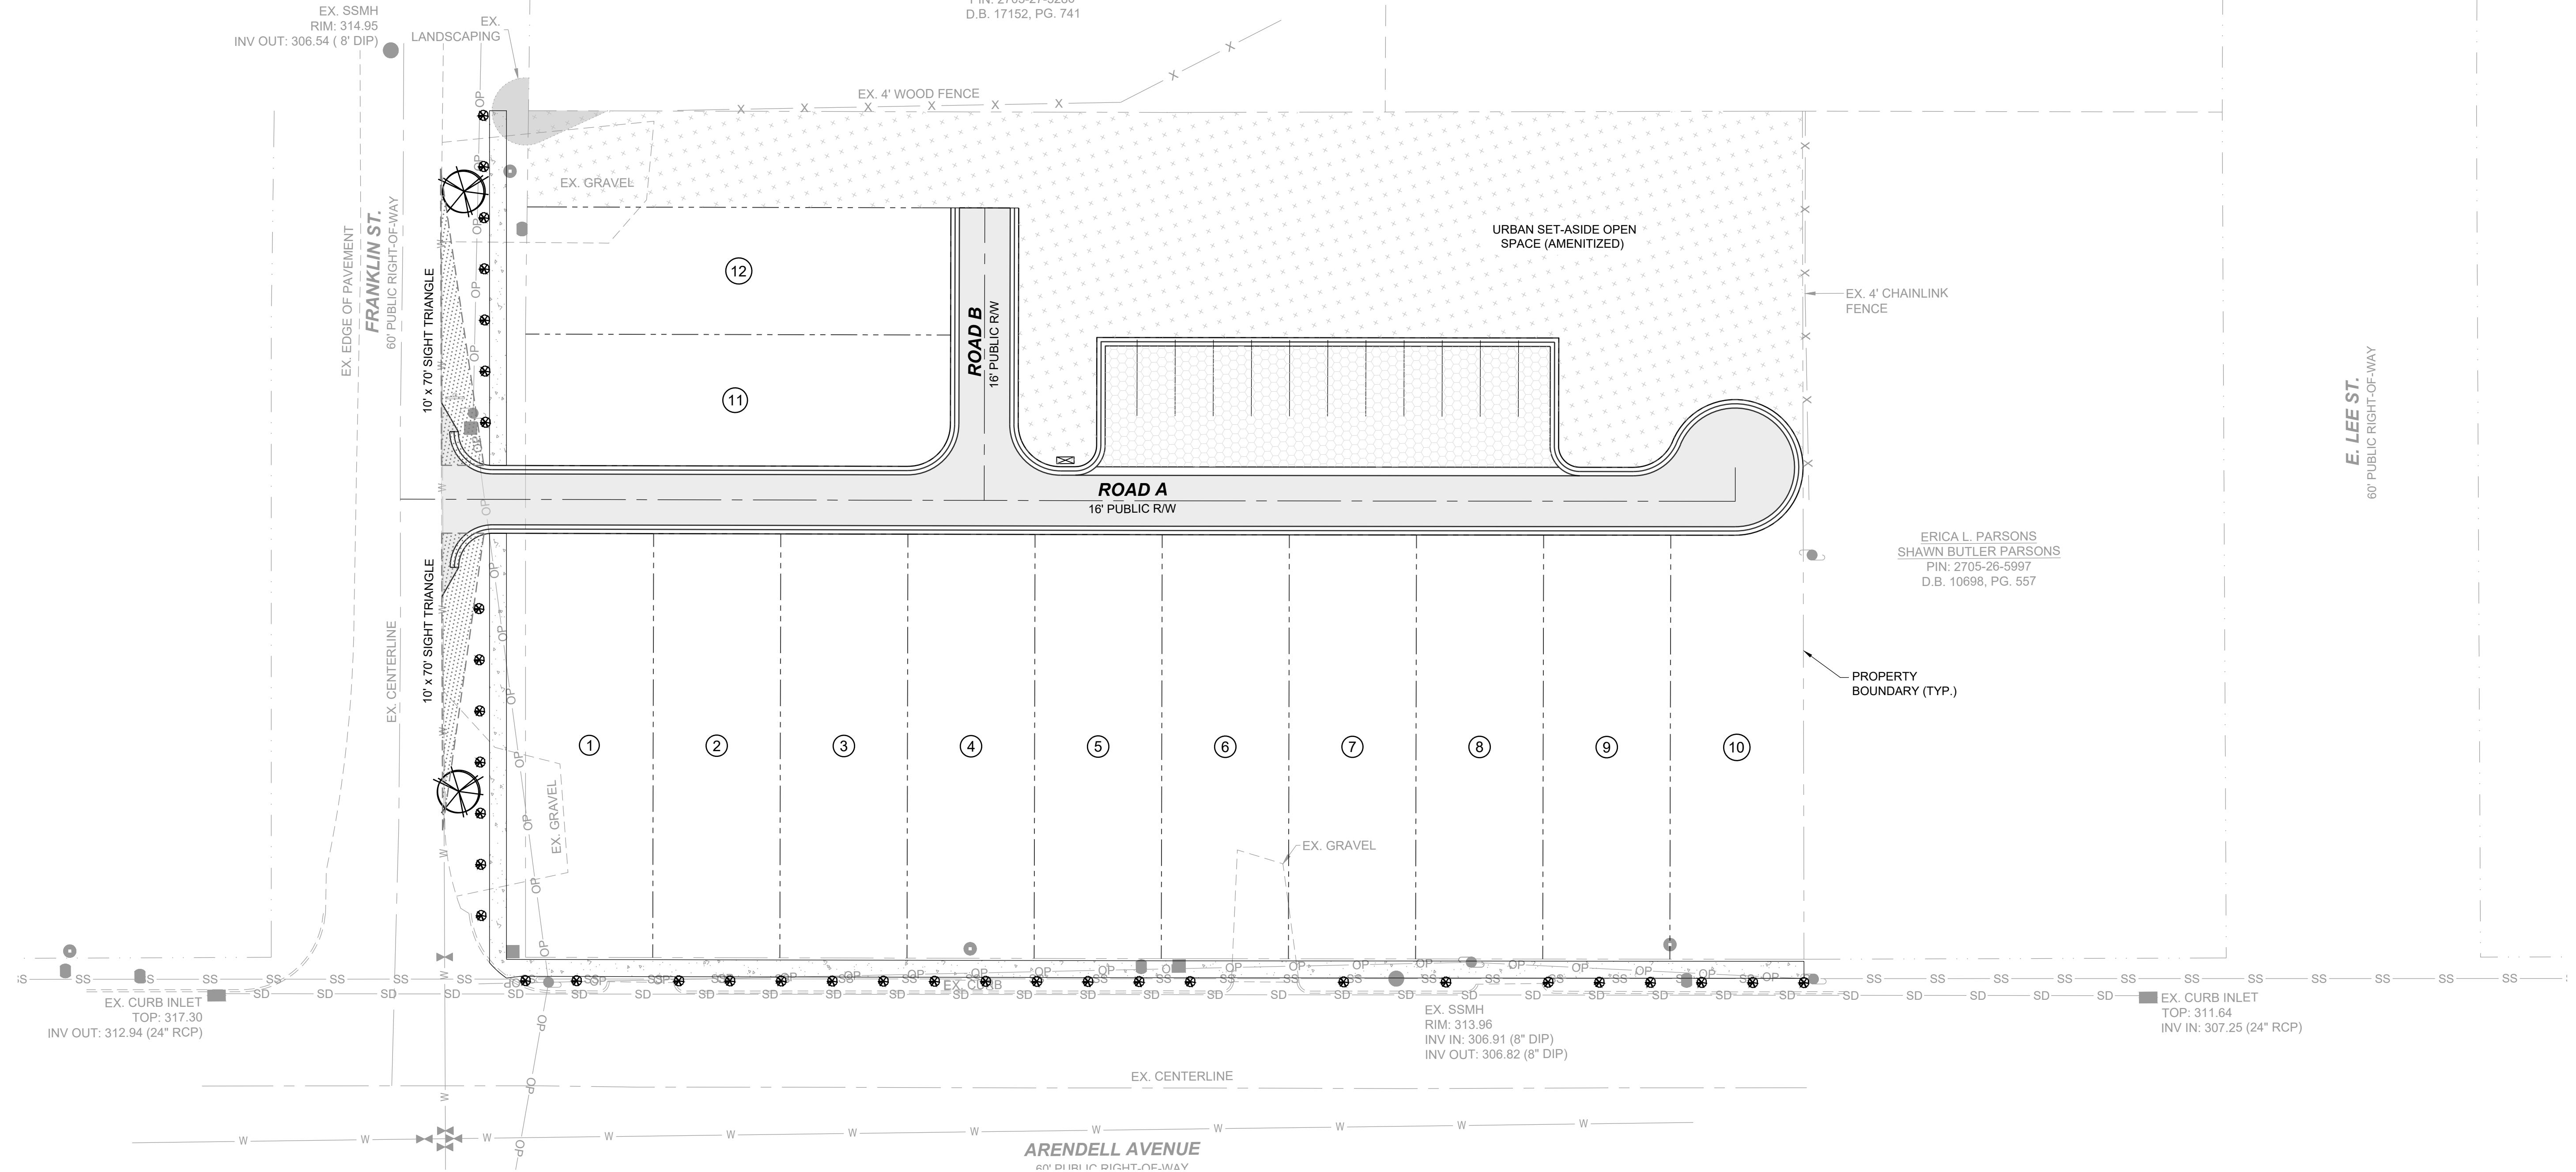 EX. SSMH
RIM: 314.95
INV OUT: 306.54 ( 8' DIP)
EX.
LANDSCAPING
D.B. 17152, PG. 741
EX. 4' WOOD FENCE
EX. GRAVEL
URBAN SET-ASIDE OPEN
SPACE (AMENITIZED)
EX. EDGE OF PAVEMENT
FRANKLIN ST.
60' PUBLIC RIGHT-OF-WAY
10' x 70' SIGHT TRIANGLE
12
11
ROAD B
16' PUBLIC R/W
EX. 4' CHAINLINK
FENCE
E. LEE ST.
60' PUBLIC RIGHT-OF-WAY
ROAD A
16' PUBLIC R/W
ERICA L. PARSONS
SHAWN BUTLER PARSONS
PIN: 2705-26-5997
D.B. 10698, PG. 557
EX. CENTERLINE
10' x 70' SIGHT TRIANGLE
PROPERTY
BOUNDARY (TYP.)
1
2
3
4
5
6
7
8
9
10
EX. GRAVEL
EX. GRAVEL
EX. CURB
EX. CURB INLET
TOP: 317.30
INV OUT: 312.94 (24" RCP)
EX. SSMH
RIM: 313.96
INV IN: 306.91 (8" DIP)
INV OUT: 306.82 (8" DIP)
EX. CURB INLET
TOP: 311.64
INV IN: 307.25 (24" RCP)
EX. CENTERLINE
ARENDELL AVENUE
60' PUBLIC RIGHT-OF-WAY